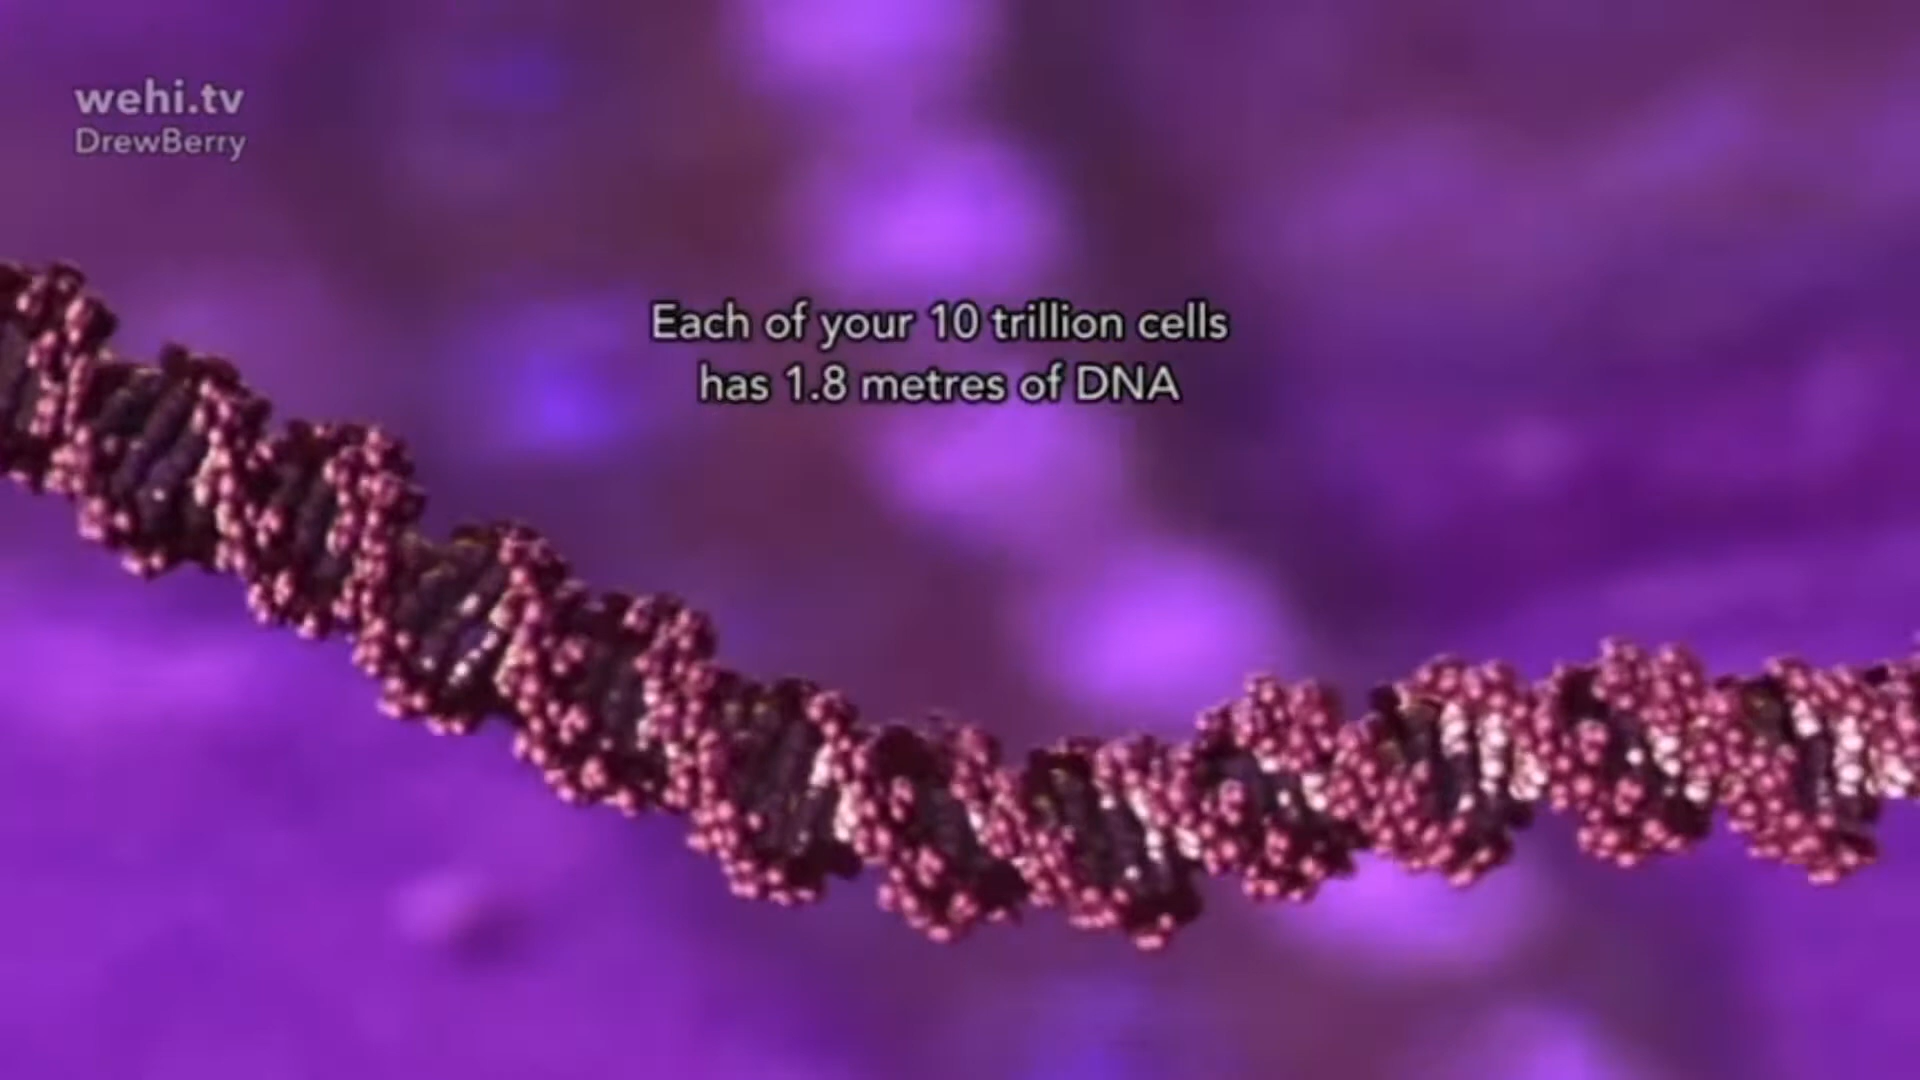 wehi.tv
DrewBerry
Each of your 10 trillion cells
has 1.8 metres of DNA